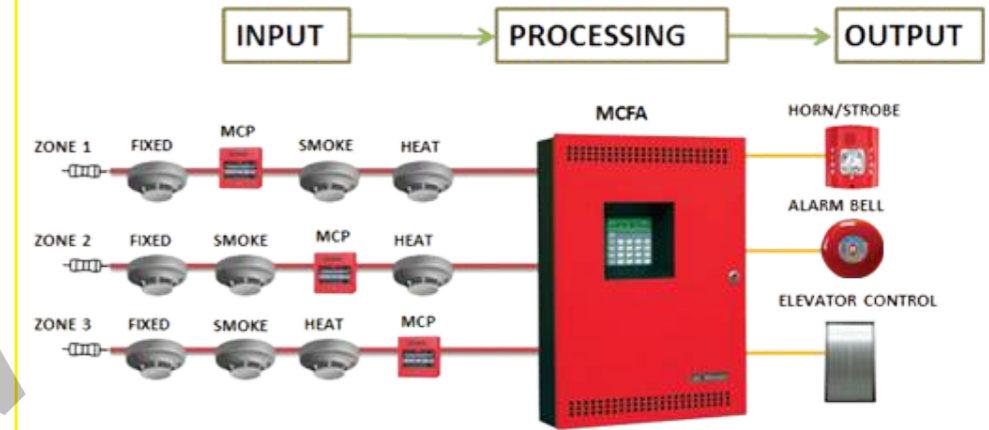 INPUT
PROCESSING
OUTPUT
MCFA
HORN/STROBE
ZONE 1
FIXED
MCP
SMOKE
HEAT
ALARM BELL
ZONE 2
FIXED
SMOKE
MCP
HEAT
ELEVATOR CONTROL
ZONE 3
FIXED
SMOKE
HEAT
MCP